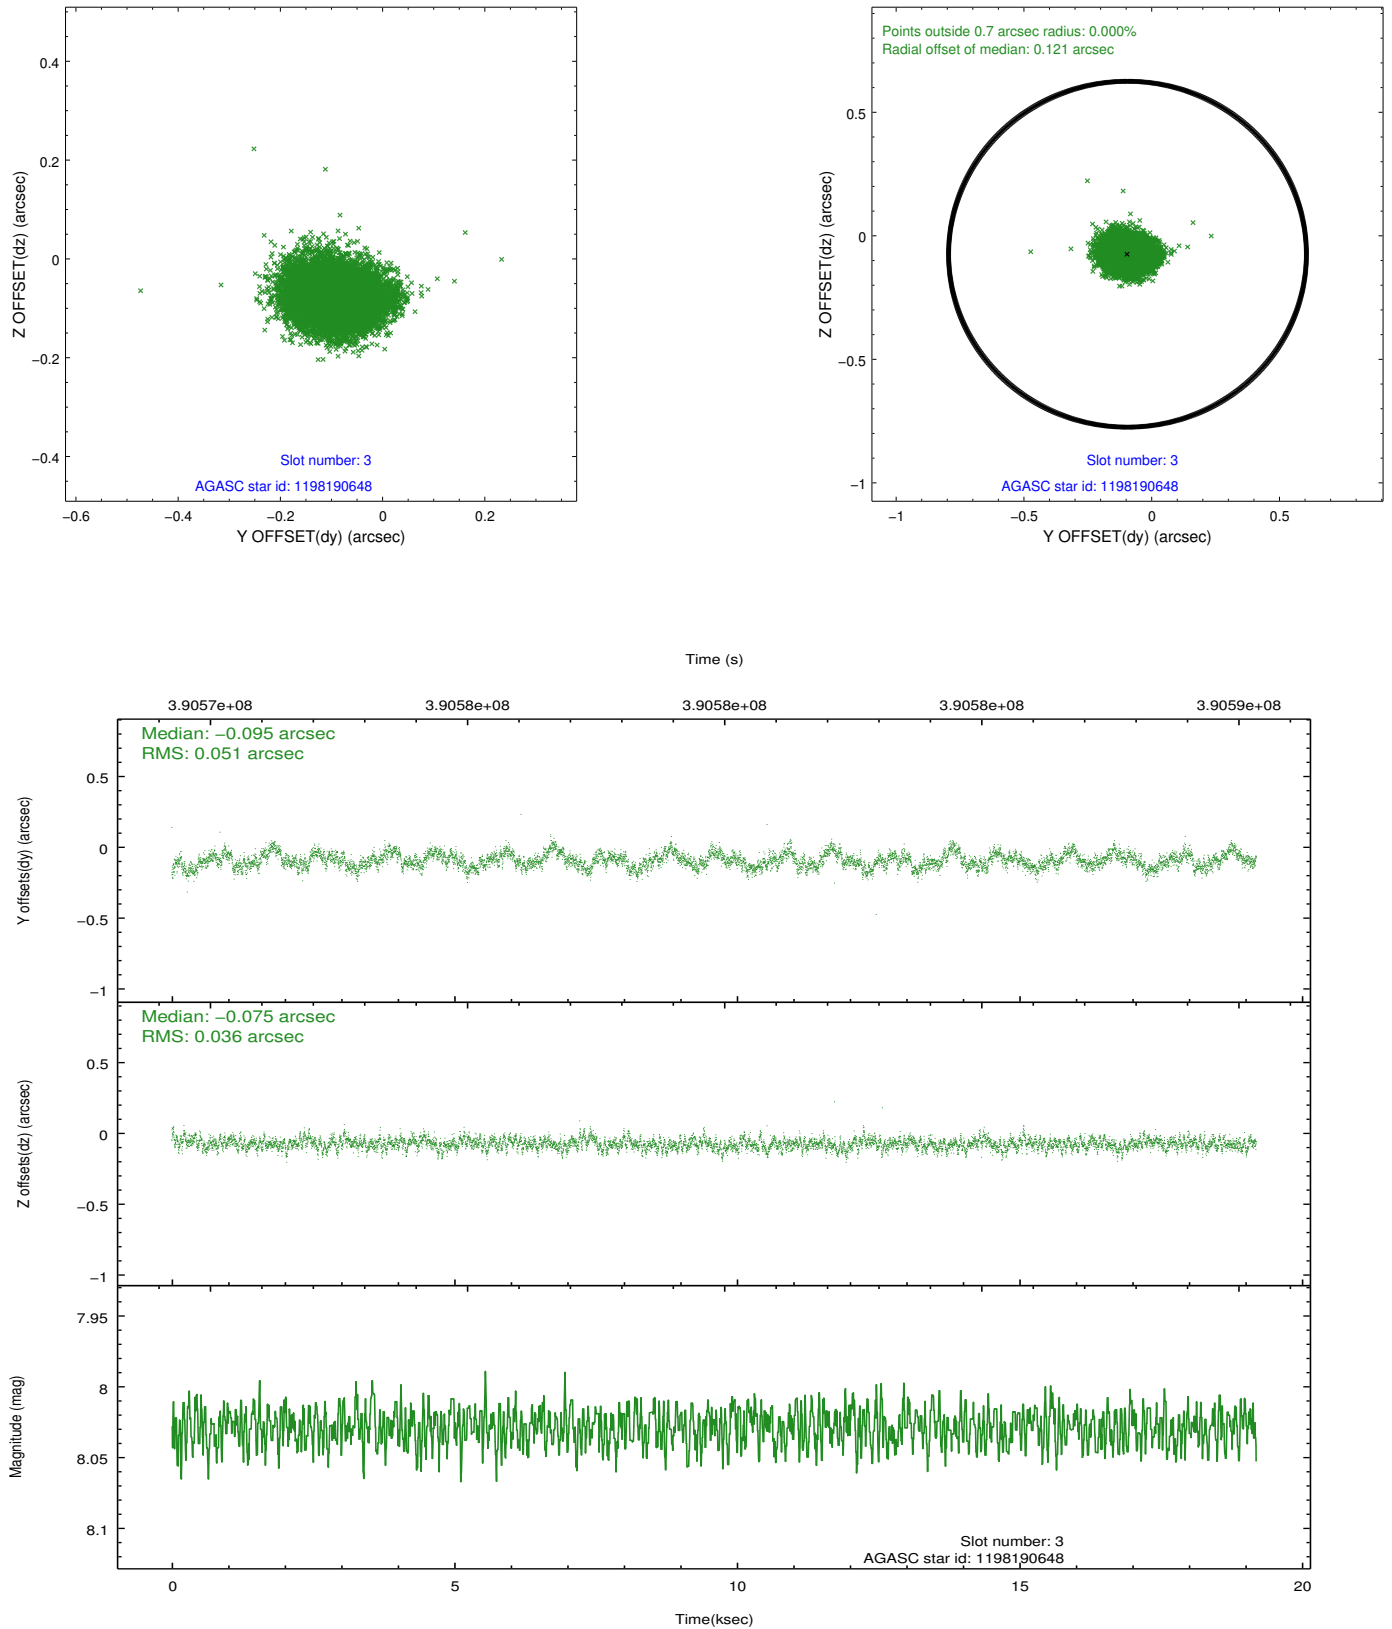 0.4
0.2
0
−0.2
−0.4
Z OFFSET(dz) (arcsec)
Slot number: 3
AGASC star id: 1198190648
−0.6
−0.4
−0.2
0
0.2
Y OFFSET(dy) (arcsec)
Points outside 0.7 arcsec radius: 0.000%
Radial offset of median: 0.121 arcsec
0.5
0
−0.5
−1
Z OFFSET(dz) (arcsec)
Slot number: 3
AGASC star id: 1198190648
−1
−0.5
0
0.5
Y OFFSET(dy) (arcsec)
Time (s)
3.9057e+08
3.9058e+08
3.9058e+08
3.9058e+08
3.9059e+08
Median: −0.095 arcsec
RMS: 0.051 arcsec
0.5
0
−0.5
−1
Y offsets(dy) (arcsec)
Median: −0.075 arcsec
RMS: 0.036 arcsec
0.5
0
−0.5
−1
Z offsets(dz) (arcsec)
7.95
8
8.05
8.1
Magnitude (mag)
Slot number: 3
AGASC star id: 1198190648
0
5
10
15
20
Time(ksec)